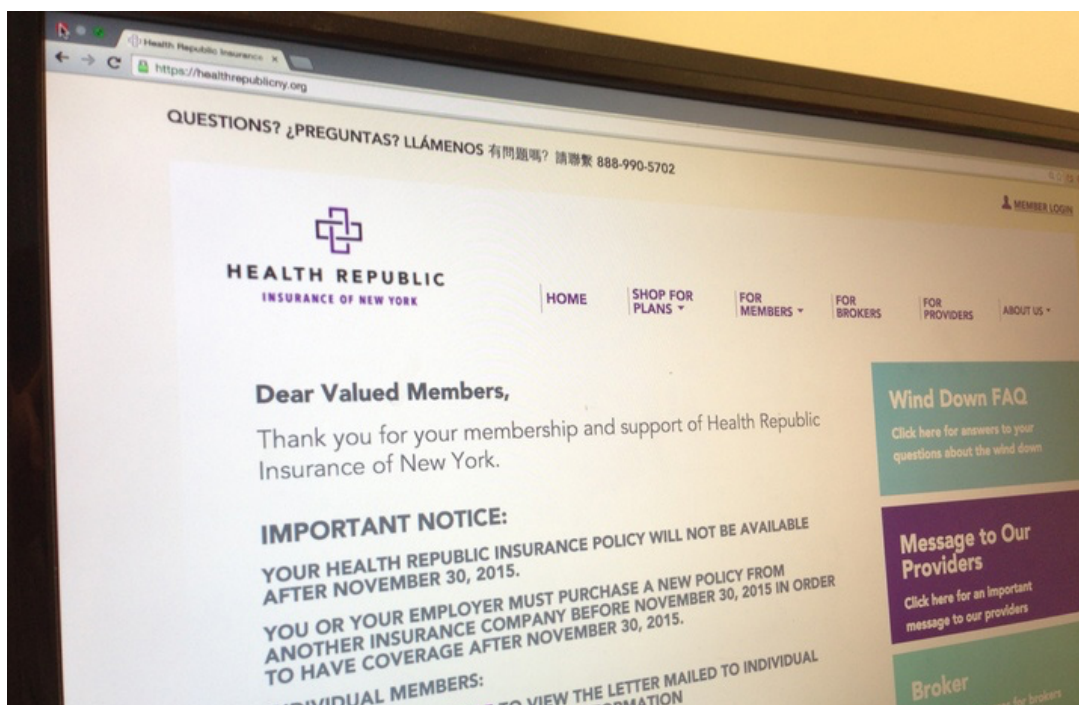 Health Republic Insurance
https://healthrepublicny.org
QUESTIONS? ¿PREGUNTAS? LLÁMENOS 有問題嗎? 請聯繫 888-990-5702
MEMBER LOGIN
HEALTH REPUBLIC
INSURANCE OF NEW YORK
HOME
SHOP FOR
PLANS
FOR
MEMBERS
FOR
BROKERS
FOR
PROVIDERS
ABOUT US
Dear Valued Members,
Thank you for your membership and support of Health Republic
Insurance of New York.
IMPORTANT NOTICE:
YOUR HEALTH REPUBLIC INSURANCE POLICY WILL NOT BE AVAILABLE
AFTER NOVEMBER 30, 2015.
YOU OR YOUR EMPLOYER MUST PURCHASE A NEW POLICY FROM
ANOTHER INSURANCE COMPANY BEFORE NOVEMBER 30, 2015 IN ORDER
TO HAVE COVERAGE AFTER NOVEMBER 30, 2015.
INDIVIDUAL MEMBERS:
TO VIEW THE LETTER MAILED TO INDIVIDUAL
Wind Down FAQ
Click here for answers to your
questions about the wind down
Message to Our
Providers
Click here for an important
message to our providers
Broker
for brokers